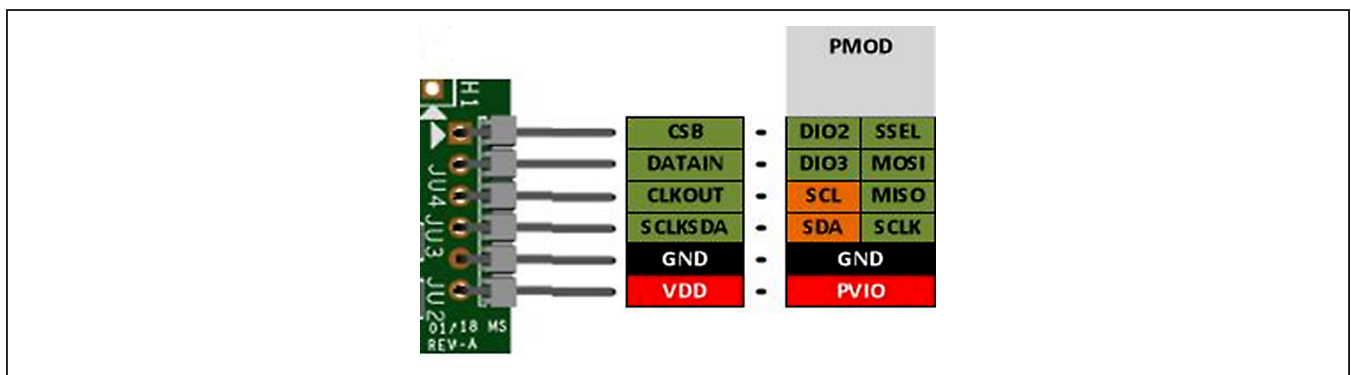 PMOD
H1
CSB - DIO2 SSEL
DATAIN - DIO3 MOSI
JU4
CLKOUT - SCL MISO
JU3
SCLKSDA - SDA SCLK
GND - GND
JU2
VDD - PVIO
01/18 MS
REV-A